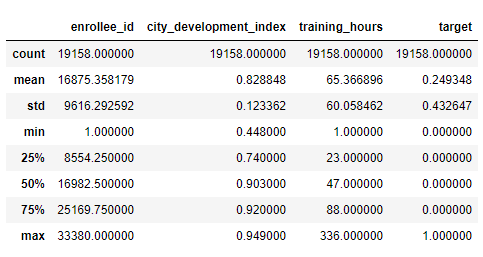 enrollee_id city_development_index training_hours target
count 19158.000000 19158.000000 19158.000000 19158.000000
mean 16875.358179 0.828848 65.366896 0.249348
std 9616.292592 0.123362 60.058462 0.432647
min 1.000000 0.448000 1.000000 0.000000
25% 8554.250000 0.740000 23.000000 0.000000
50% 16982.500000 0.903000 47.000000 0.000000
75% 25169.750000 0.920000 88.000000 0.000000
max 33380.000000 0.949000 336.000000 1.000000